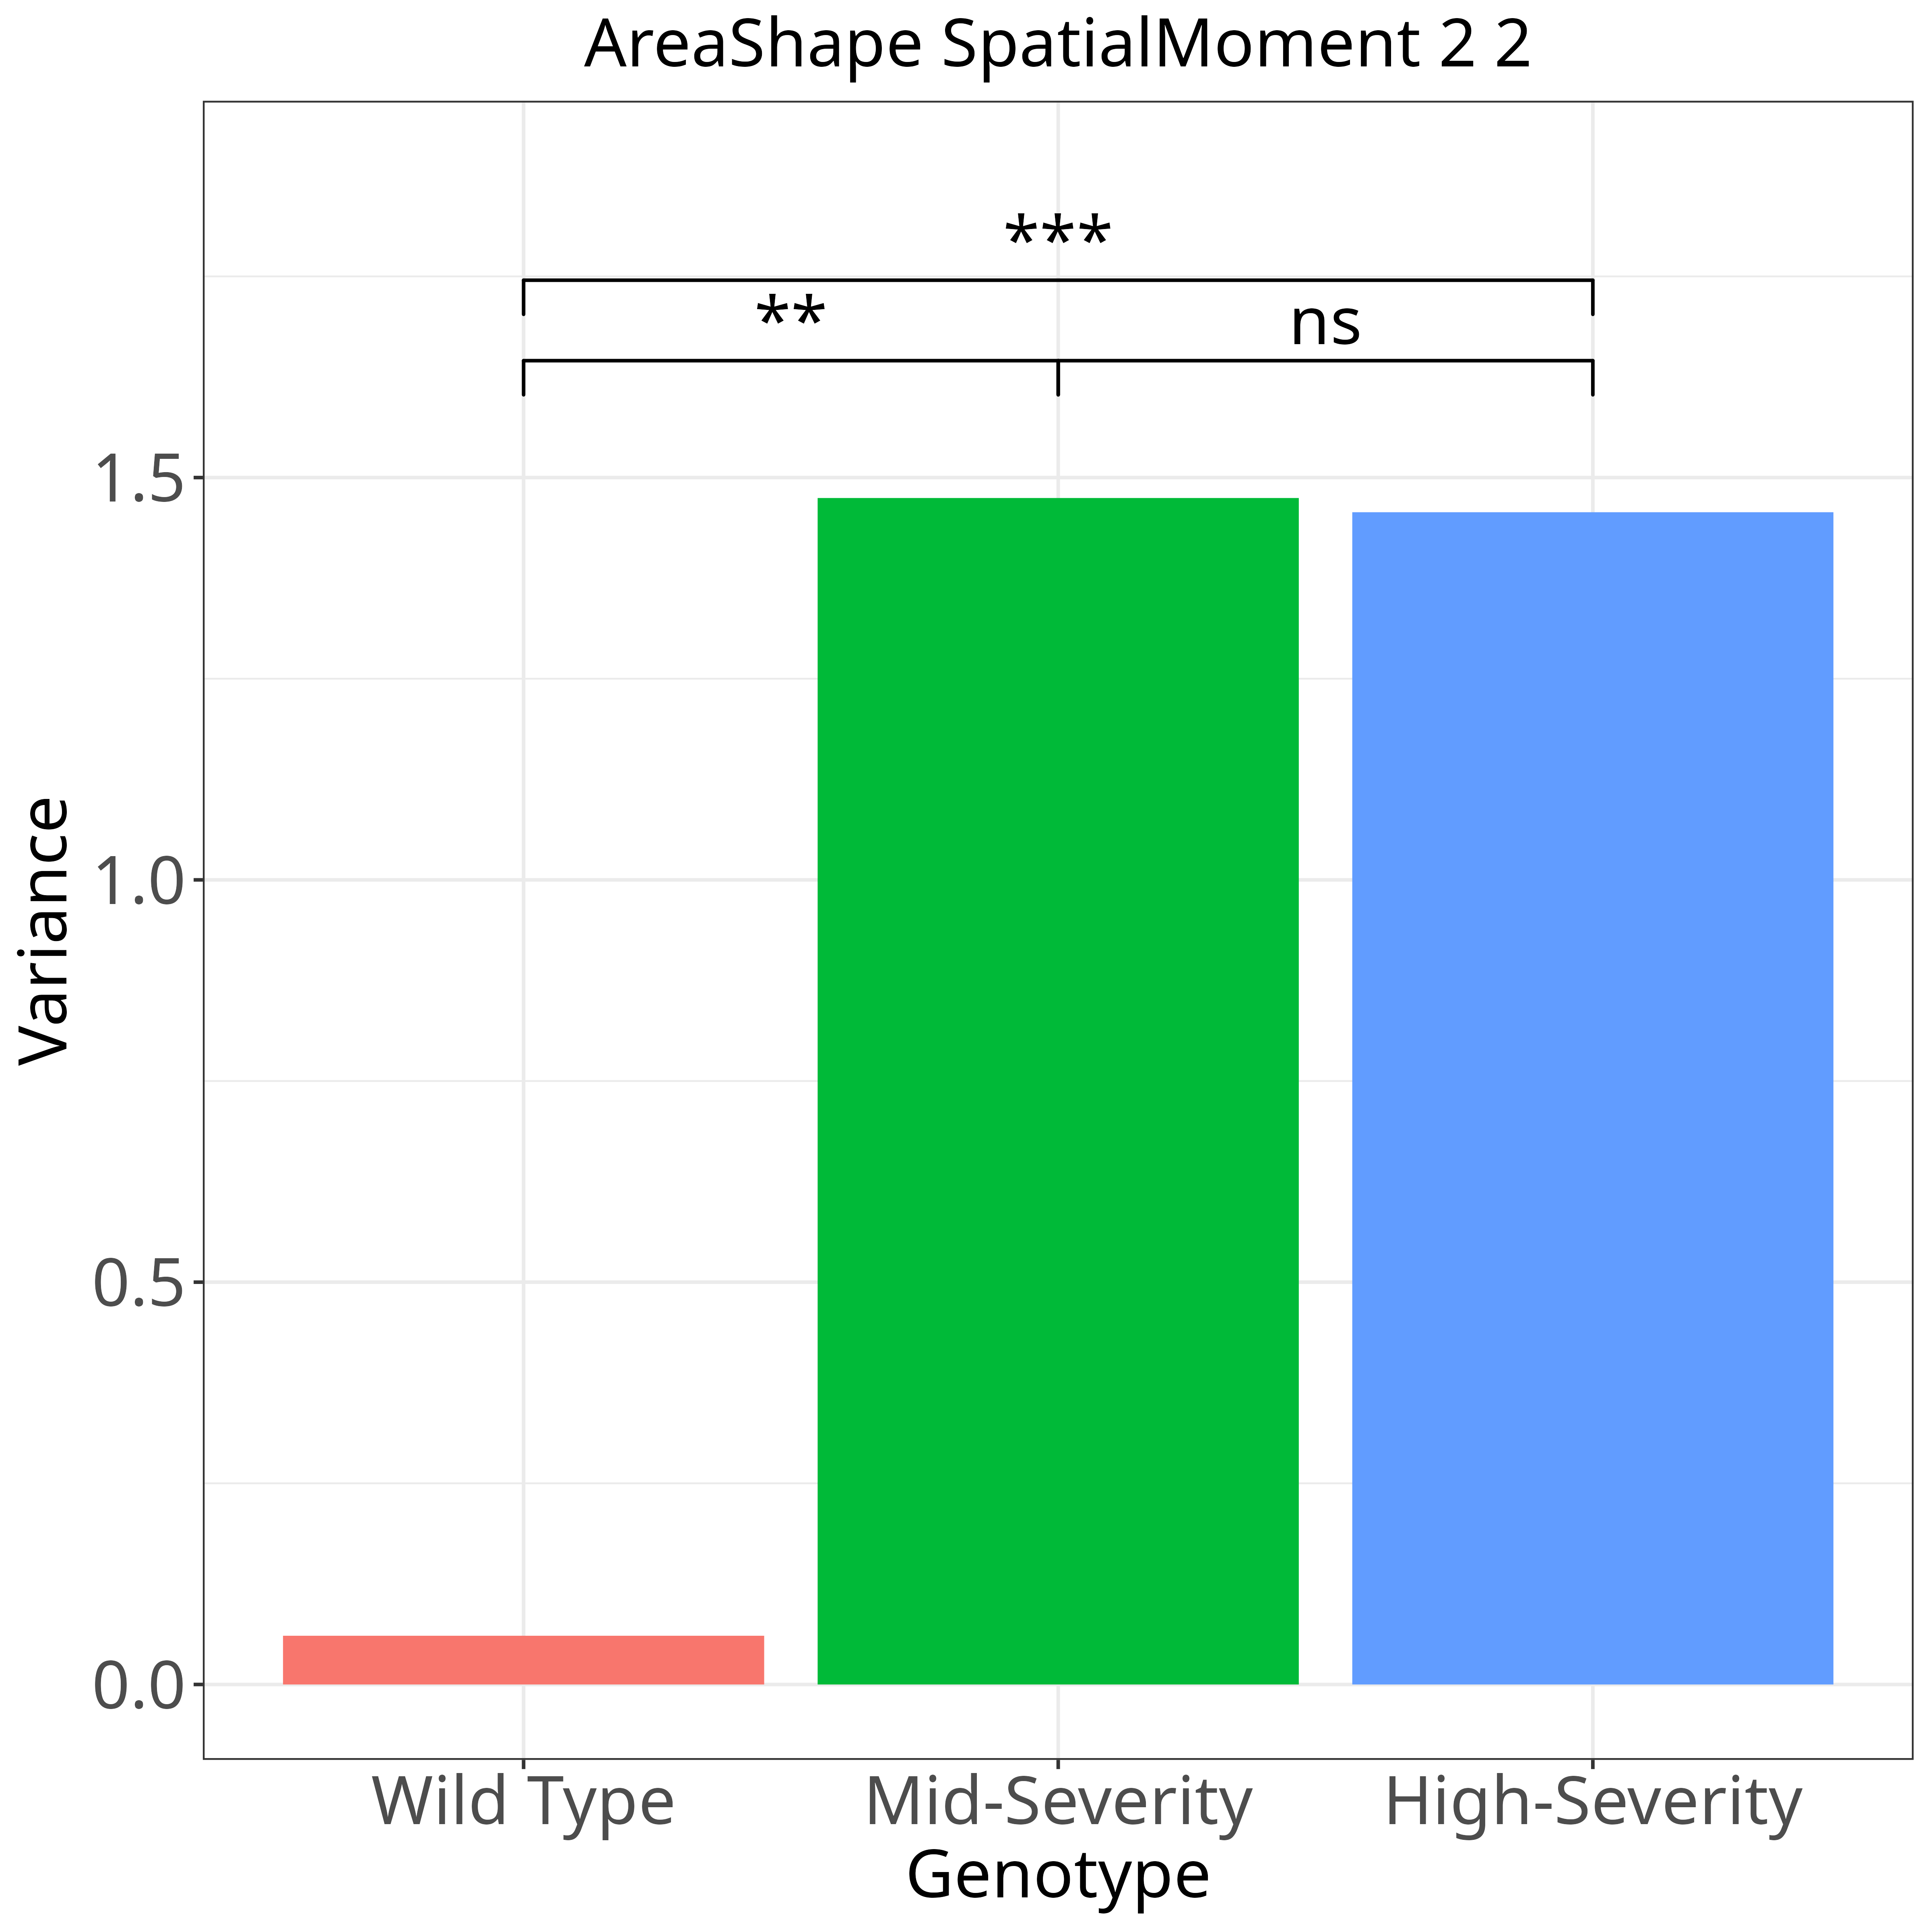 AreaShape SpatialMoment 2 2
***
**
ns
1.5
1.0
0.5
0.0
Variance
Wild Type
Mid-Severity
High-Severity
Genotype